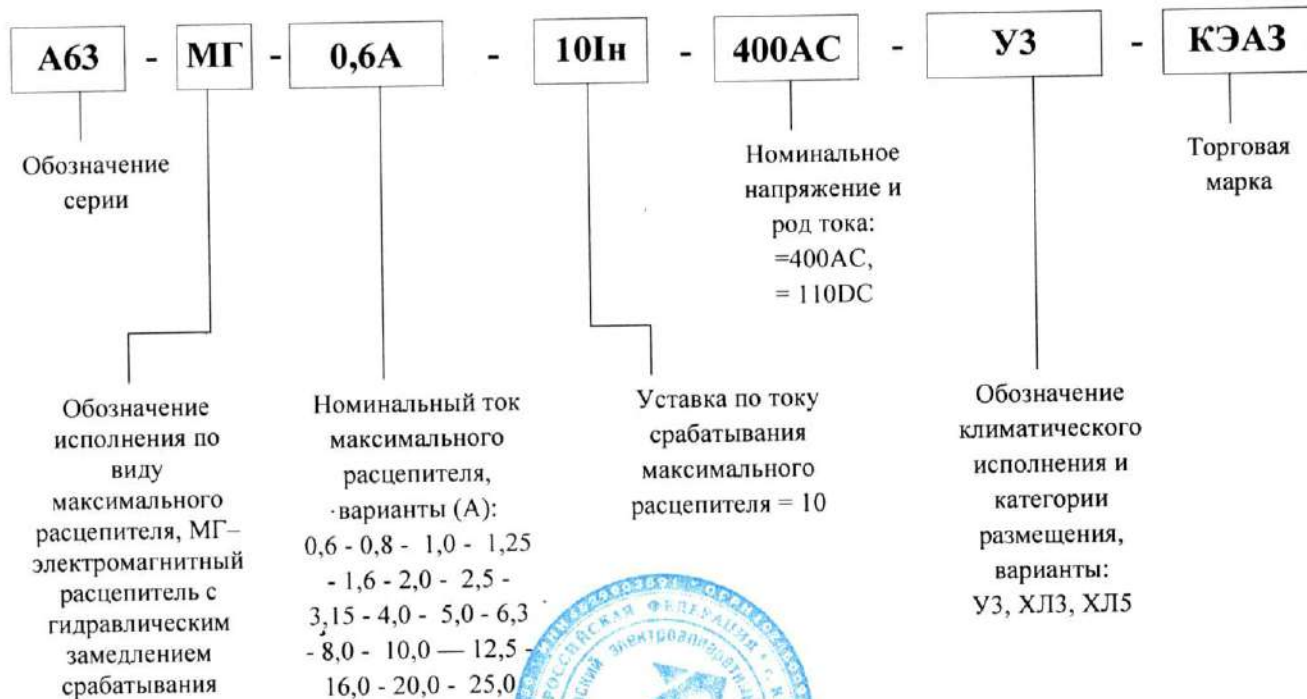 А63 - МГ - 0,6А - 10Iн - 400АС - У3 - КЭАЗ
Обозначение
серии
Номинальное
напряжение и
род тока:
=400АС,
= 110DC
Торговая
марка
Обозначение
исполнения по
виду
максимального
расцепителя, МГ–
электромагнитный
расцепитель с
гидравлическим
замедлением
срабатывания
Номинальный ток
максимального
расцепителя,
варианты (А):
0,6 - 0,8 - 1,0 - 1,25
- 1,6 - 2,0 - 2,5 -
3,15 - 4,0 - 5,0 - 6,3
- 8,0 - 10,0 — 12,5 -
16,0 - 20,0 - 25,0
Уставка по току
срабатывания
максимального
расцепителя = 10
Обозначение
климатического
исполнения и
категории
размещения,
варианты:
У3, ХЛ3, ХЛ5
РОССИЙСКАЯ ФЕДЕРАЦИЯ